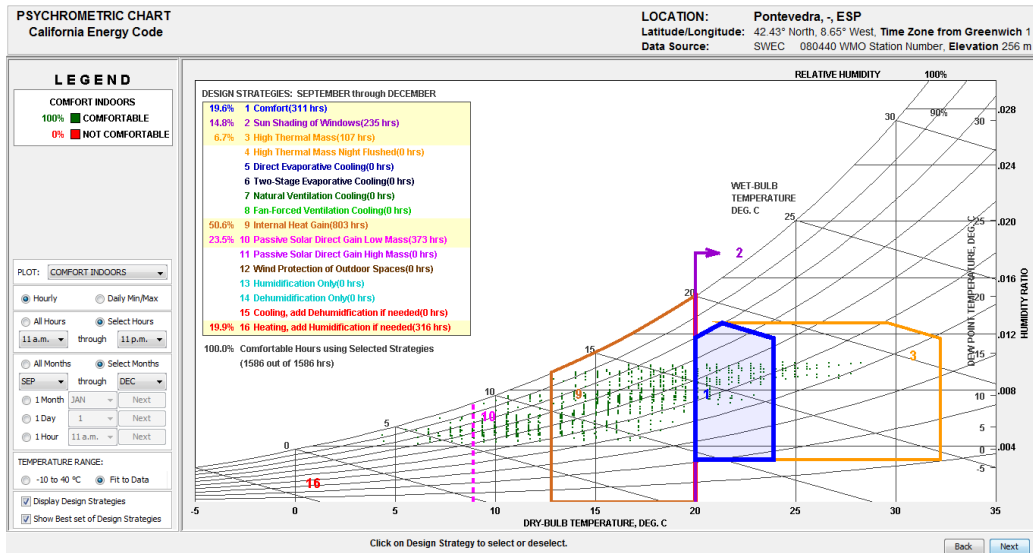 PSYCHROMETRIC CHART
California Energy Code
LOCATION: Pontevedra, -, ESP
Latitude/Longitude: 42.43° North, 8.65° West, Time Zone from Greenwich 1
Data Source: SWEC 080440 WMO Station Number, Elevation 256 m
LEGEND
COMFORT INDOORS
100% COMFORTABLE
0% NOT COMFORTABLE
PLOT: COMFORT INDOORS
Hourly Daily Min/Max
All Hours Select Hours
11 a.m. through 11 p.m.
All Months Select Months
SEP through DEC
1 Month JAN Next
1 Day 1 Next
1 Hour 11 a.m. Next
TEMPERATURE RANGE:
-10 to 40 °C Fit to Data
Display Design Strategies
Show Best set of Design Strategies
DESIGN STRATEGIES: SEPTEMBER through DECEMBER
19.6% 1 Comfort(311 hrs)
14.8% 2 Sun Shading of Windows(235 hrs)
6.7% 3 High Thermal Mass(107 hrs)
4 High Thermal Mass Night Flushed(0 hrs)
5 Direct Evaporative Cooling(0 hrs)
6 Two-Stage Evaporative Cooling(0 hrs)
7 Natural Ventilation Cooling(0 hrs)
8 Fan-Forced Ventilation Cooling(0 hrs)
50.6% 9 Internal Heat Gain(803 hrs)
23.5% 10 Passive Solar Direct Gain Low Mass(373 hrs)
11 Passive Solar Direct Gain High Mass(0 hrs)
12 Wind Protection of Outdoor Spaces(0 hrs)
13 Humidification Only(0 hrs)
14 Dehumidification Only(0 hrs)
15 Cooling, add Dehumidification if needed(0 hrs)
19.9% 16 Heating, add Humidification if needed(316 hrs)
100.0% Comfortable Hours using Selected Strategies
(1586 out of 1586 hrs)
RELATIVE HUMIDITY 100%
90%
WET-BULB
TEMPERATURE
DEG. C
0
5
10
15
20
25
30
1
2
3
9
10
16
DEW POINT TEMPERATURE, DEG. C
30
25
20
15
10
5
0
-5
HUMIDITY RATIO
.028
.024
.020
.016
.012
.008
.004
-5 0 5 10 15 20 25 30 35
DRY-BULB TEMPERATURE, DEG. C
Click on Design Strategy to select or deselect.
Back Next